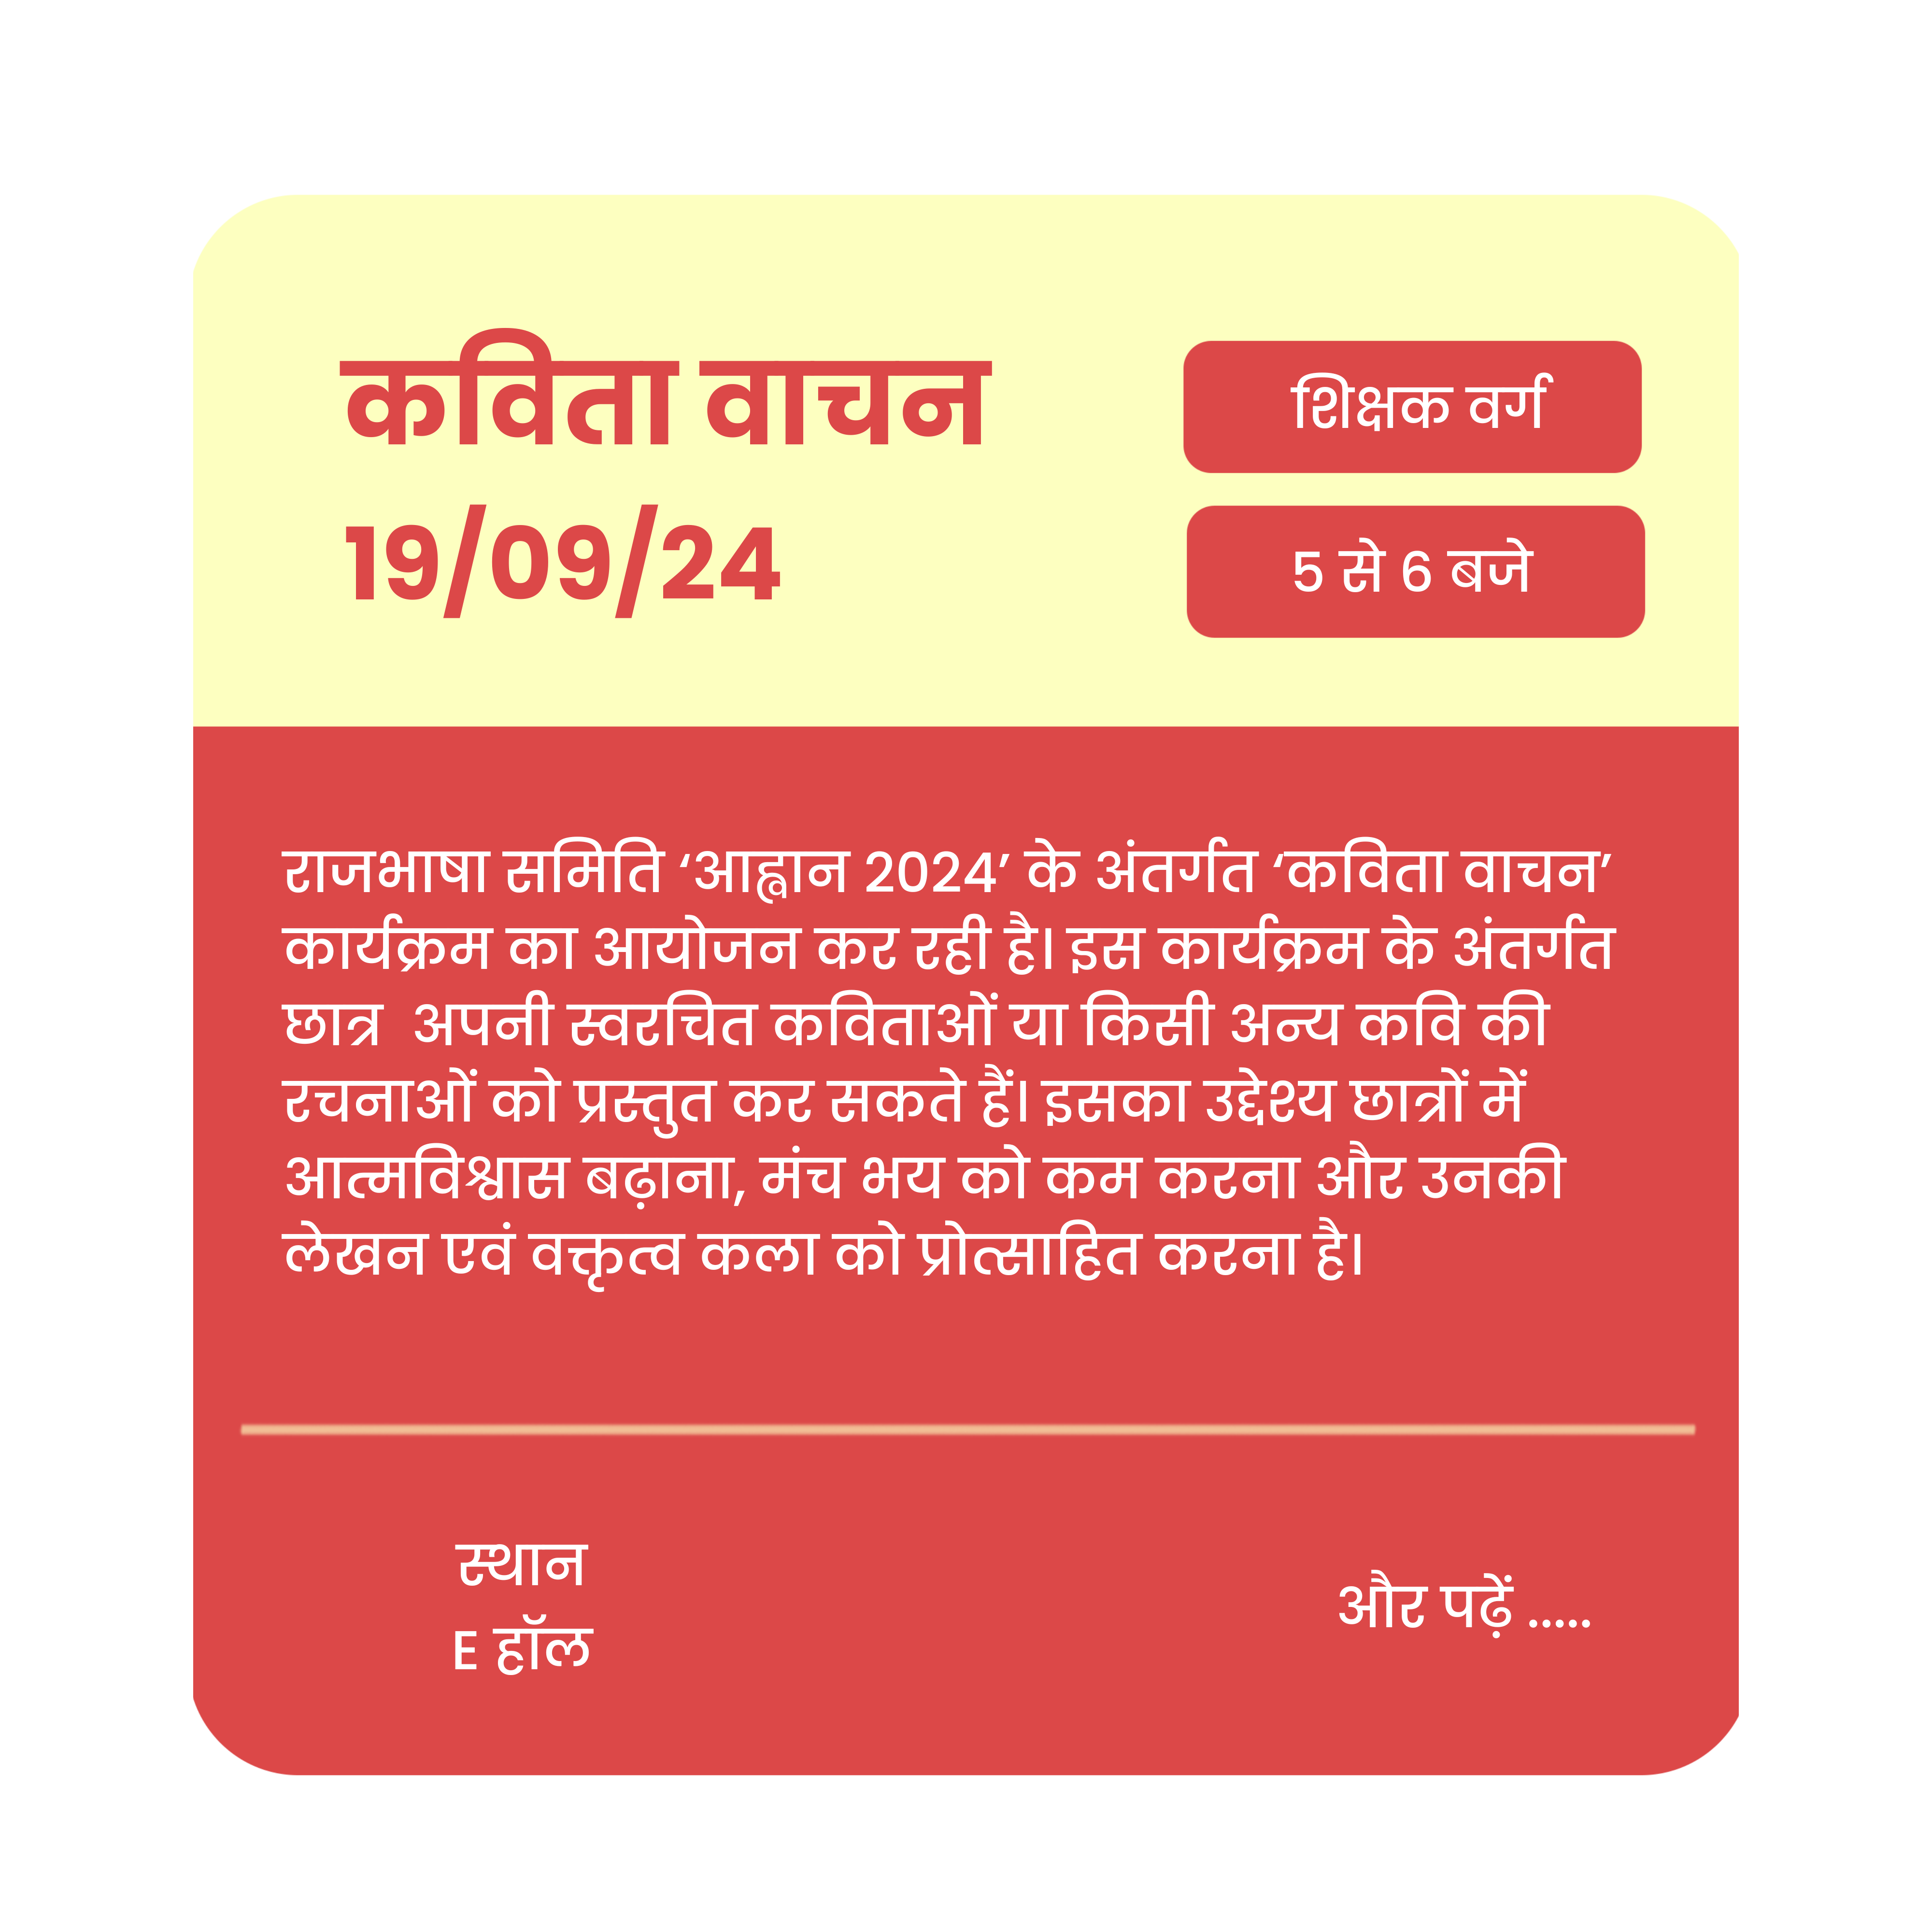 कविता वाचन
शिक्षक वर्ग
19/09/24
5 से 6 बजे
राजभाषा समिति ‘आह्वान 2024’ के अंतर्गत ‘कविता वाचन’
कार्यक्रम का आयोजन कर रही है। इस कार्यक्रम के अंतर्गत
छात्र अपनी स्वरचित कविताओं या किसी अन्य कवि की
रचनाओं को प्रस्तुत कर सकते हैं। इसका उद्देश्य छात्रों में
आत्मविश्वास बढ़ाना, मंच भय को कम करना और उनकी
लेखन एवं वक्तृत्व कला को प्रोत्साहित करना है।
स्थान
E हॉल
और पढ़ें .....